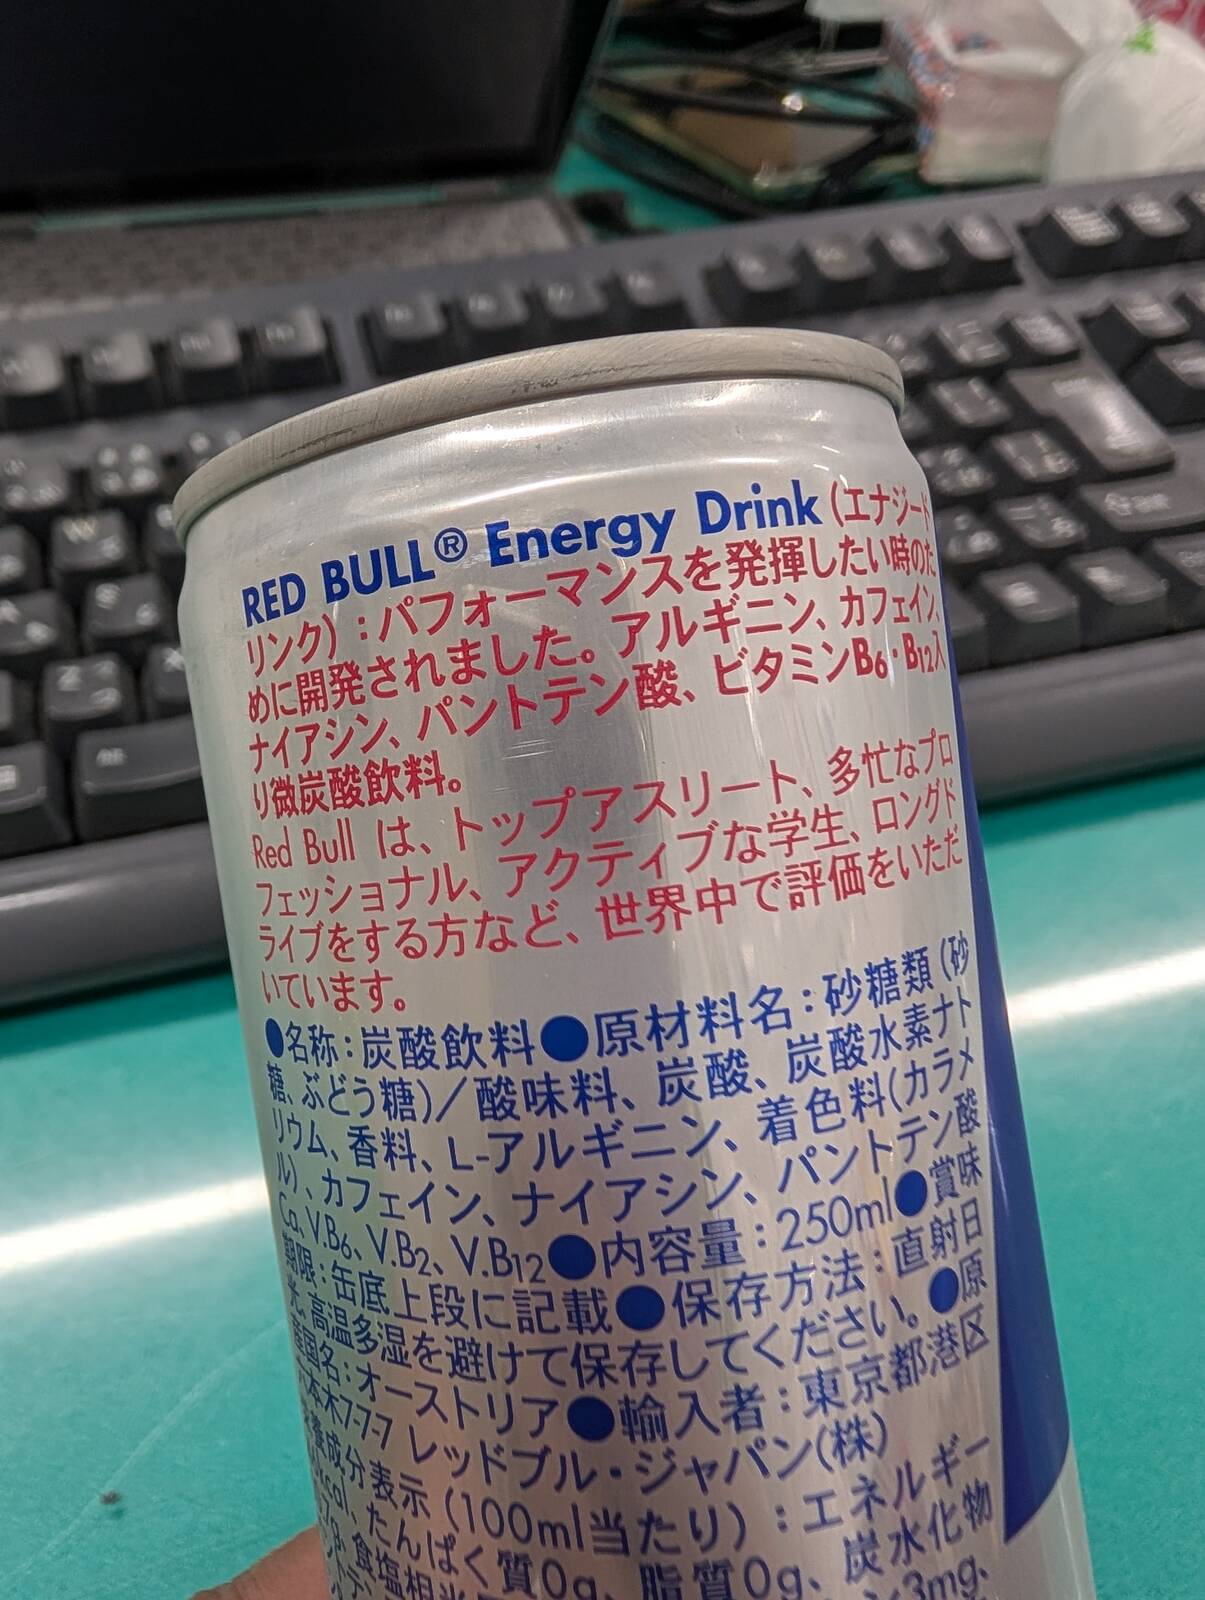 RED BULL® Energy Drink (エナジード
リンク) : パフォーマンスを発揮したい時のた
めに開発されました。アルギニン、カフェイン、
ナイアシン、パントテン酸、ビタミンB6・B12入
り微炭酸飲料。
Red Bull は、トップアスリート、多忙なプロ
フェッショナル、アクティブな学生、ロングド
ライブをする方など、世界中で評価をいただ
いています。
●名称：炭酸飲料●原材料名：砂糖類（砂
糖、ぶどう糖）／酸味料、炭酸、炭酸水素ナト
リウム、香料、L-アルギニン、着色料(カラメ
ル)、カフェイン、ナイアシン、パントテン酸
Ca、V.B6、V.B2、V.B12●内容量：250ml●賞味
期限：缶底上段に記載●保存方法：直射日
光、高温多湿を避けて保存してください。●原
産国名：オーストリア●輸入者：東京都港区
六本木7-7-7 レッドブル・ジャパン(株)
栄養成分表示 (100ml当たり)：エネルギー
kcal、たんぱく質0g、脂質0g、炭水化物
食塩相当
3mg、